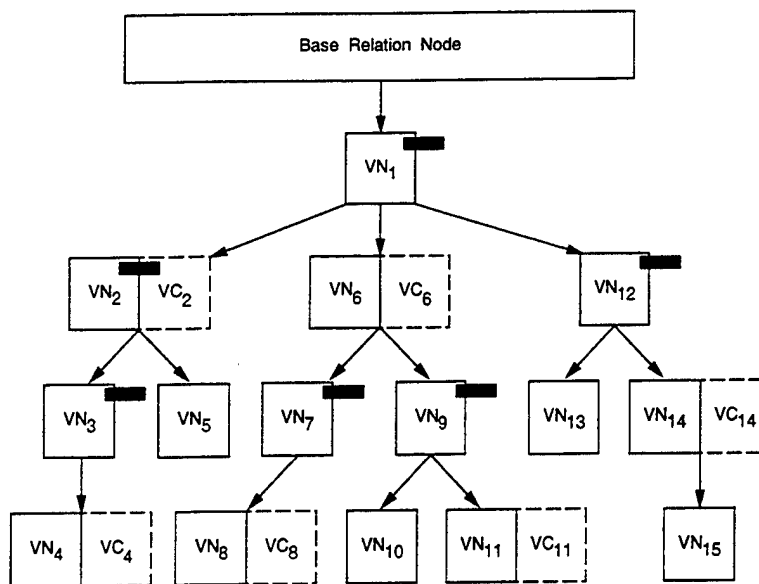 Base Relation Node
VN₁
VN₂ VC₂ VN₆ VC₆ VN₁₂
VN₃ VN₅ VN₇ VN₉ VN₁₃ VN₁₄ VC₁₄
VN₄ VC₄ VN₈ VC₈ VN₁₀ VN₁₁ VC₁₁ VN₁₅